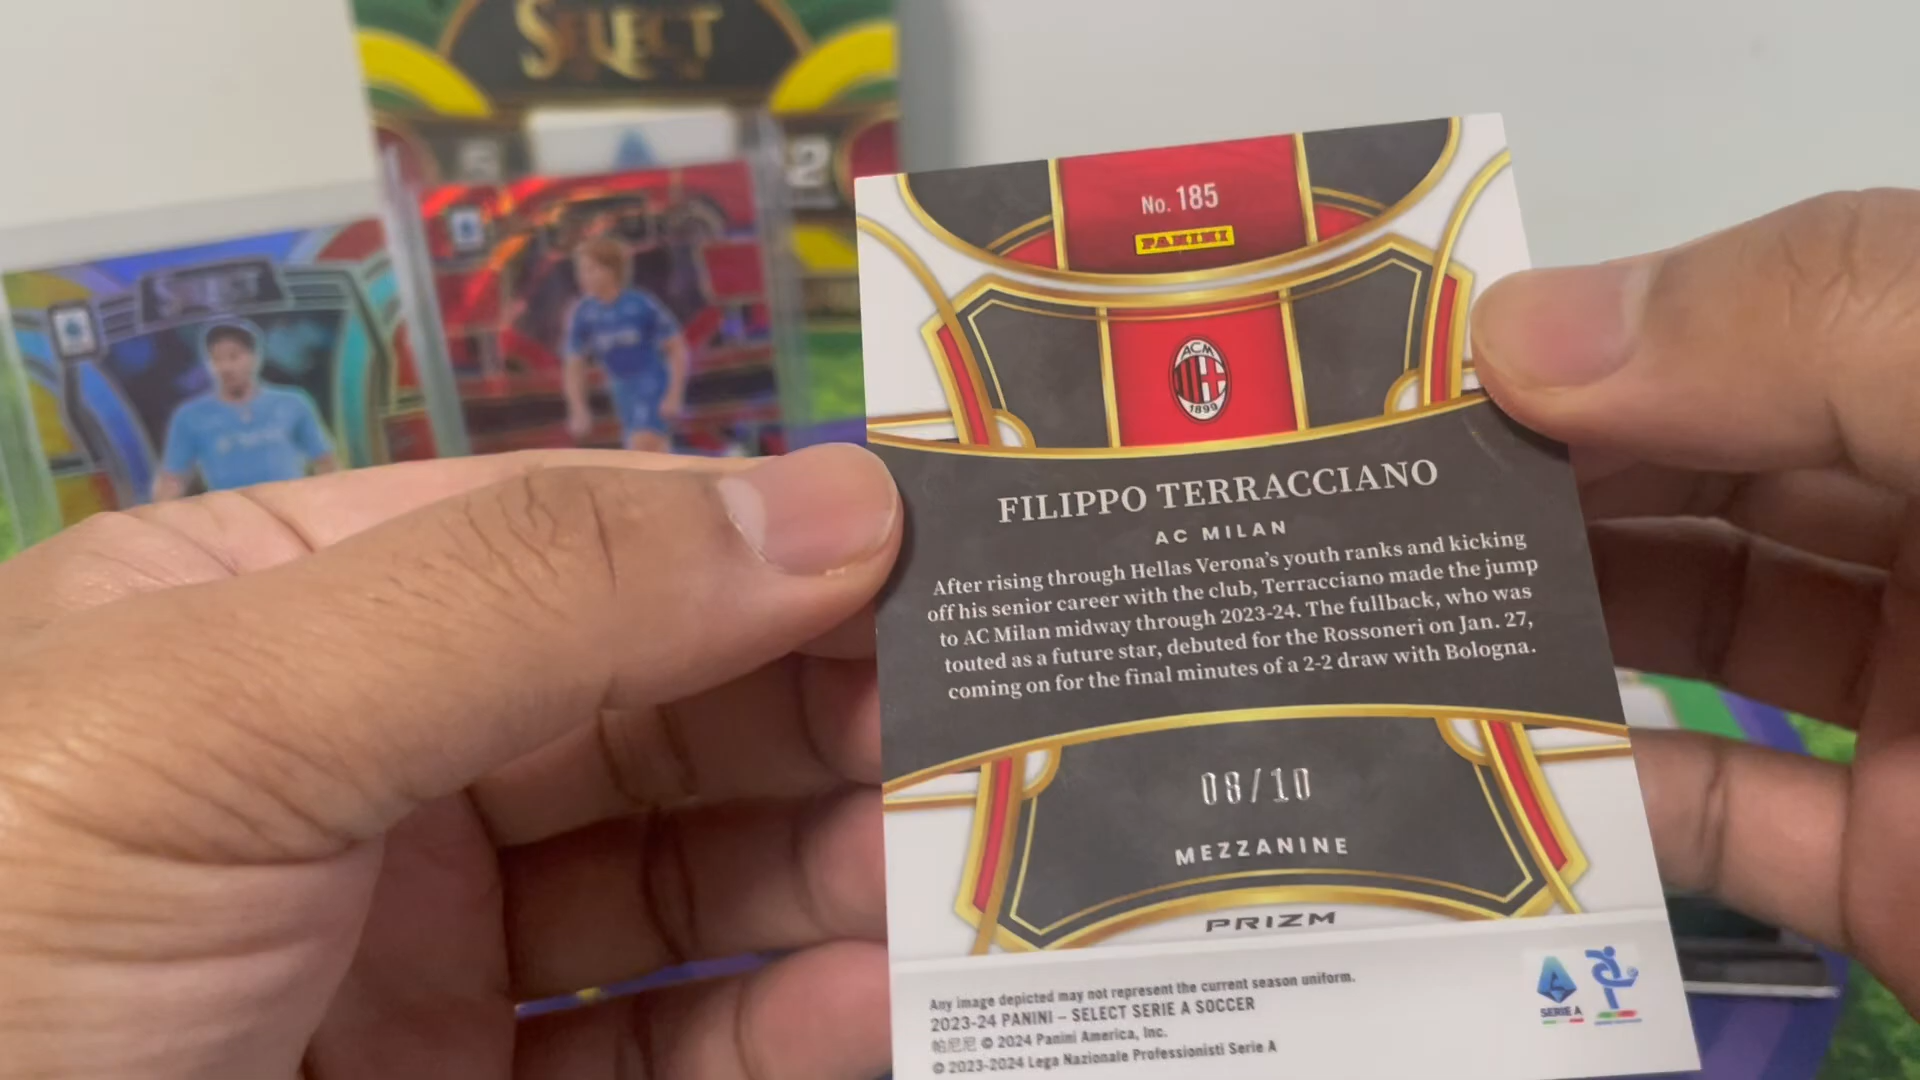 SELECT
5
2
SELECT
No. 185
PANINI
ACM
1899
FILIPPO TERRACCIANO
AC MILAN
After rising through Hellas Verona's youth ranks and kicking
off his senior career with the club, Terracciano made the jump
to AC Milan midway through 2023-24. The fullback, who was
touted as a future star, debuted for the Rossoneri on Jan. 27,
coming on for the final minutes of a 2-2 draw with Bologna.
08/10
MEZZANINE
PRIZM
Any image depicted may not represent the current season uniform.
2023-24 PANINI – SELECT SERIE A SOCCER
帕尼尼 © 2024 Panini America, Inc.
© 2023-2024 Lega Nazionale Professionisti Serie A
SERIE A